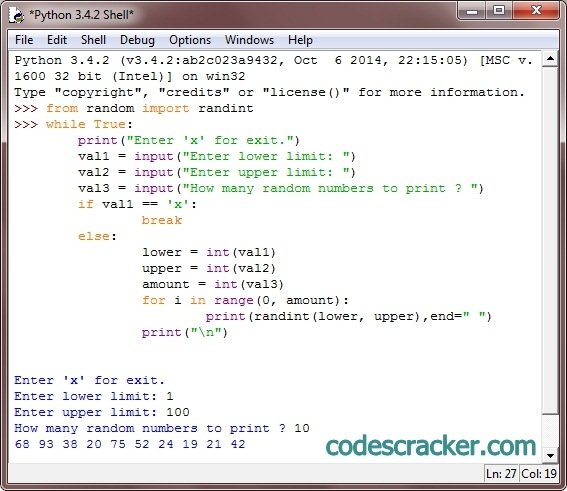 *Python 3.4.2 Shell*
File Edit Shell Debug Options Windows Help
Python 3.4.2 (v3.4.2:ab2c023a9432, Oct  6 2014, 22:15:05) [MSC v.
1600 32 bit (Intel)] on win32
Type "copyright", "credits" or "license()" for more information.
>>> from random import randint
>>> while True:
        print("Enter 'x' for exit.")
        val1 = input("Enter lower limit: ")
        val2 = input("Enter upper limit: ")
        val3 = input("How many random numbers to print ? ")
        if val1 == 'x':
                break
        else:
                lower = int(val1)
                upper = int(val2)
                amount = int(val3)
                for i in range(0, amount):
                        print(randint(lower, upper),end=" ")
                print("\n")
Enter 'x' for exit.
Enter lower limit: 1
Enter upper limit: 100
How many random numbers to print ? 10
68 93 38 20 75 52 24 19 21 42
codescracker.com
Ln: 27 Col: 19